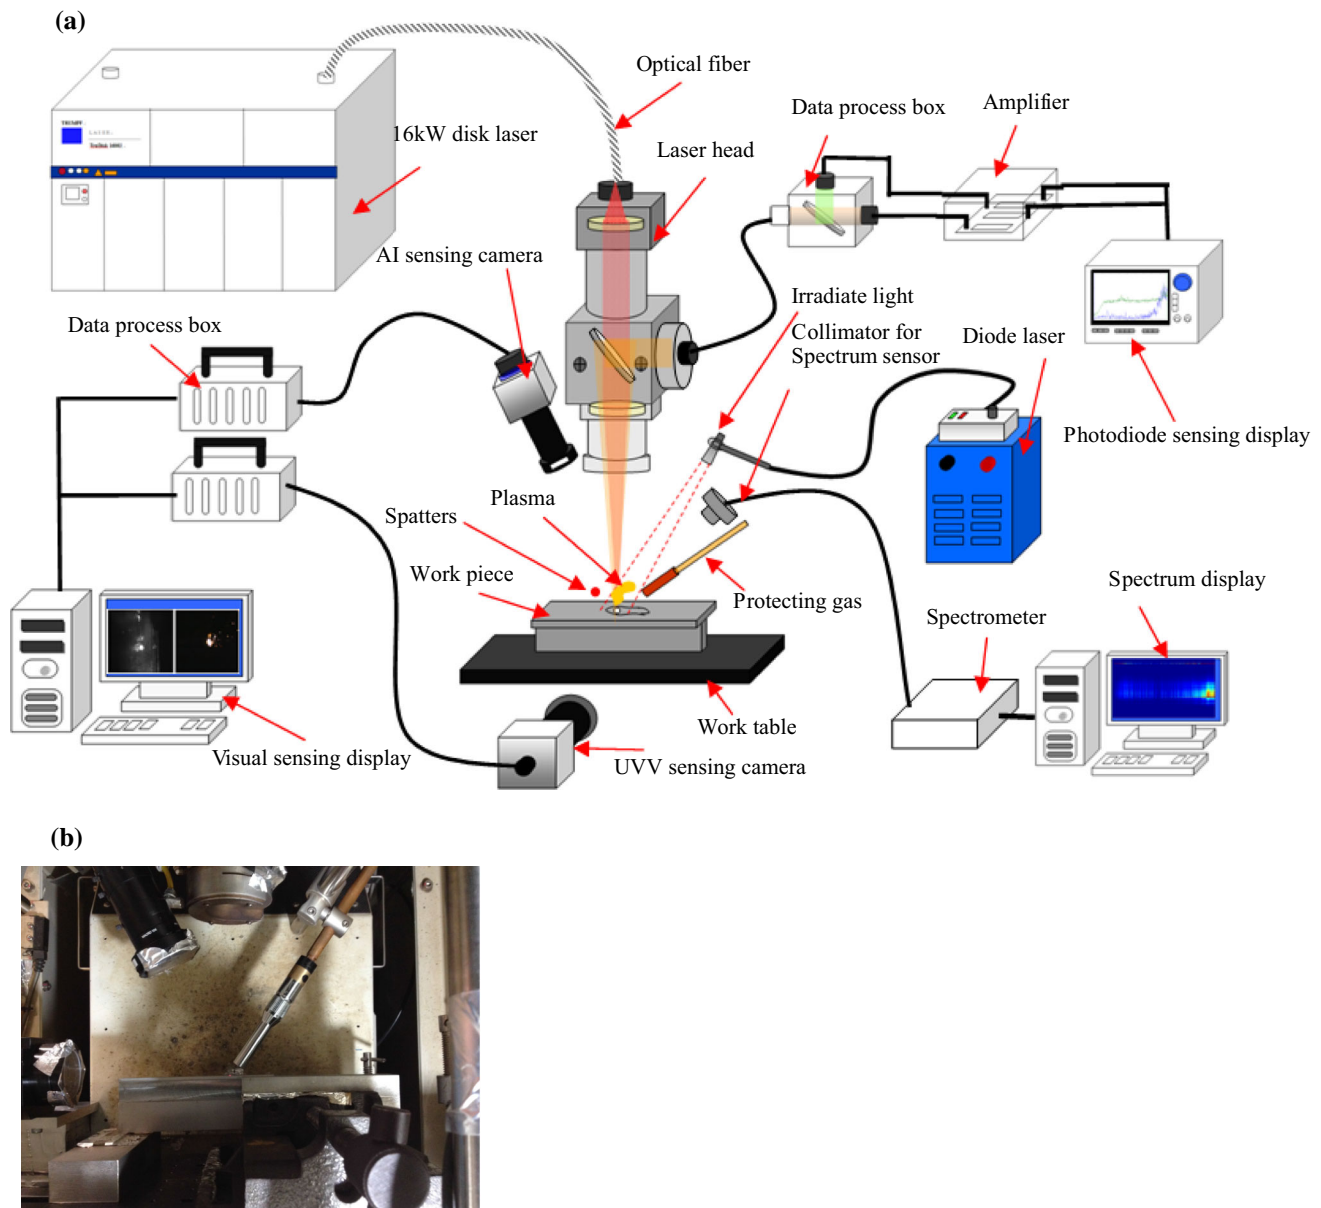 (a)
Optical fiber
Data process box
Amplifier
16kW disk laser
Laser head
AI sensing camera
Irradiate light
Data process box
Collimator for
Spectrum sensor
Diode laser
Photodiode sensing display
Plasma
Spatters
Work piece
Protecting gas
Spectrum display
Spectrometer
Work table
Visual sensing display
UVV sensing camera
(b)